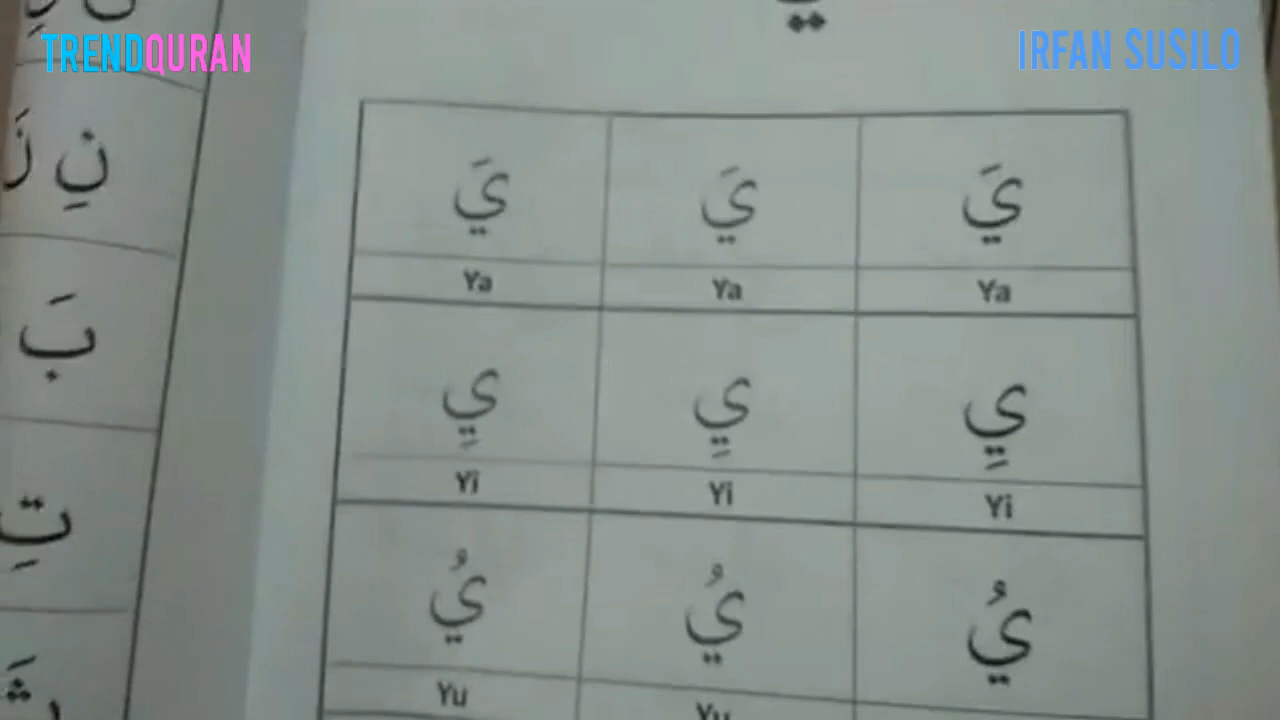 TRENDQURAN
IRFAN SUSILO
يَ يَ يَ
Ya Ya Ya
يِ يِ يِ
Yi Yi Yi
يُ يُ يُ
Yu Yu
نِ
بَ
تِ